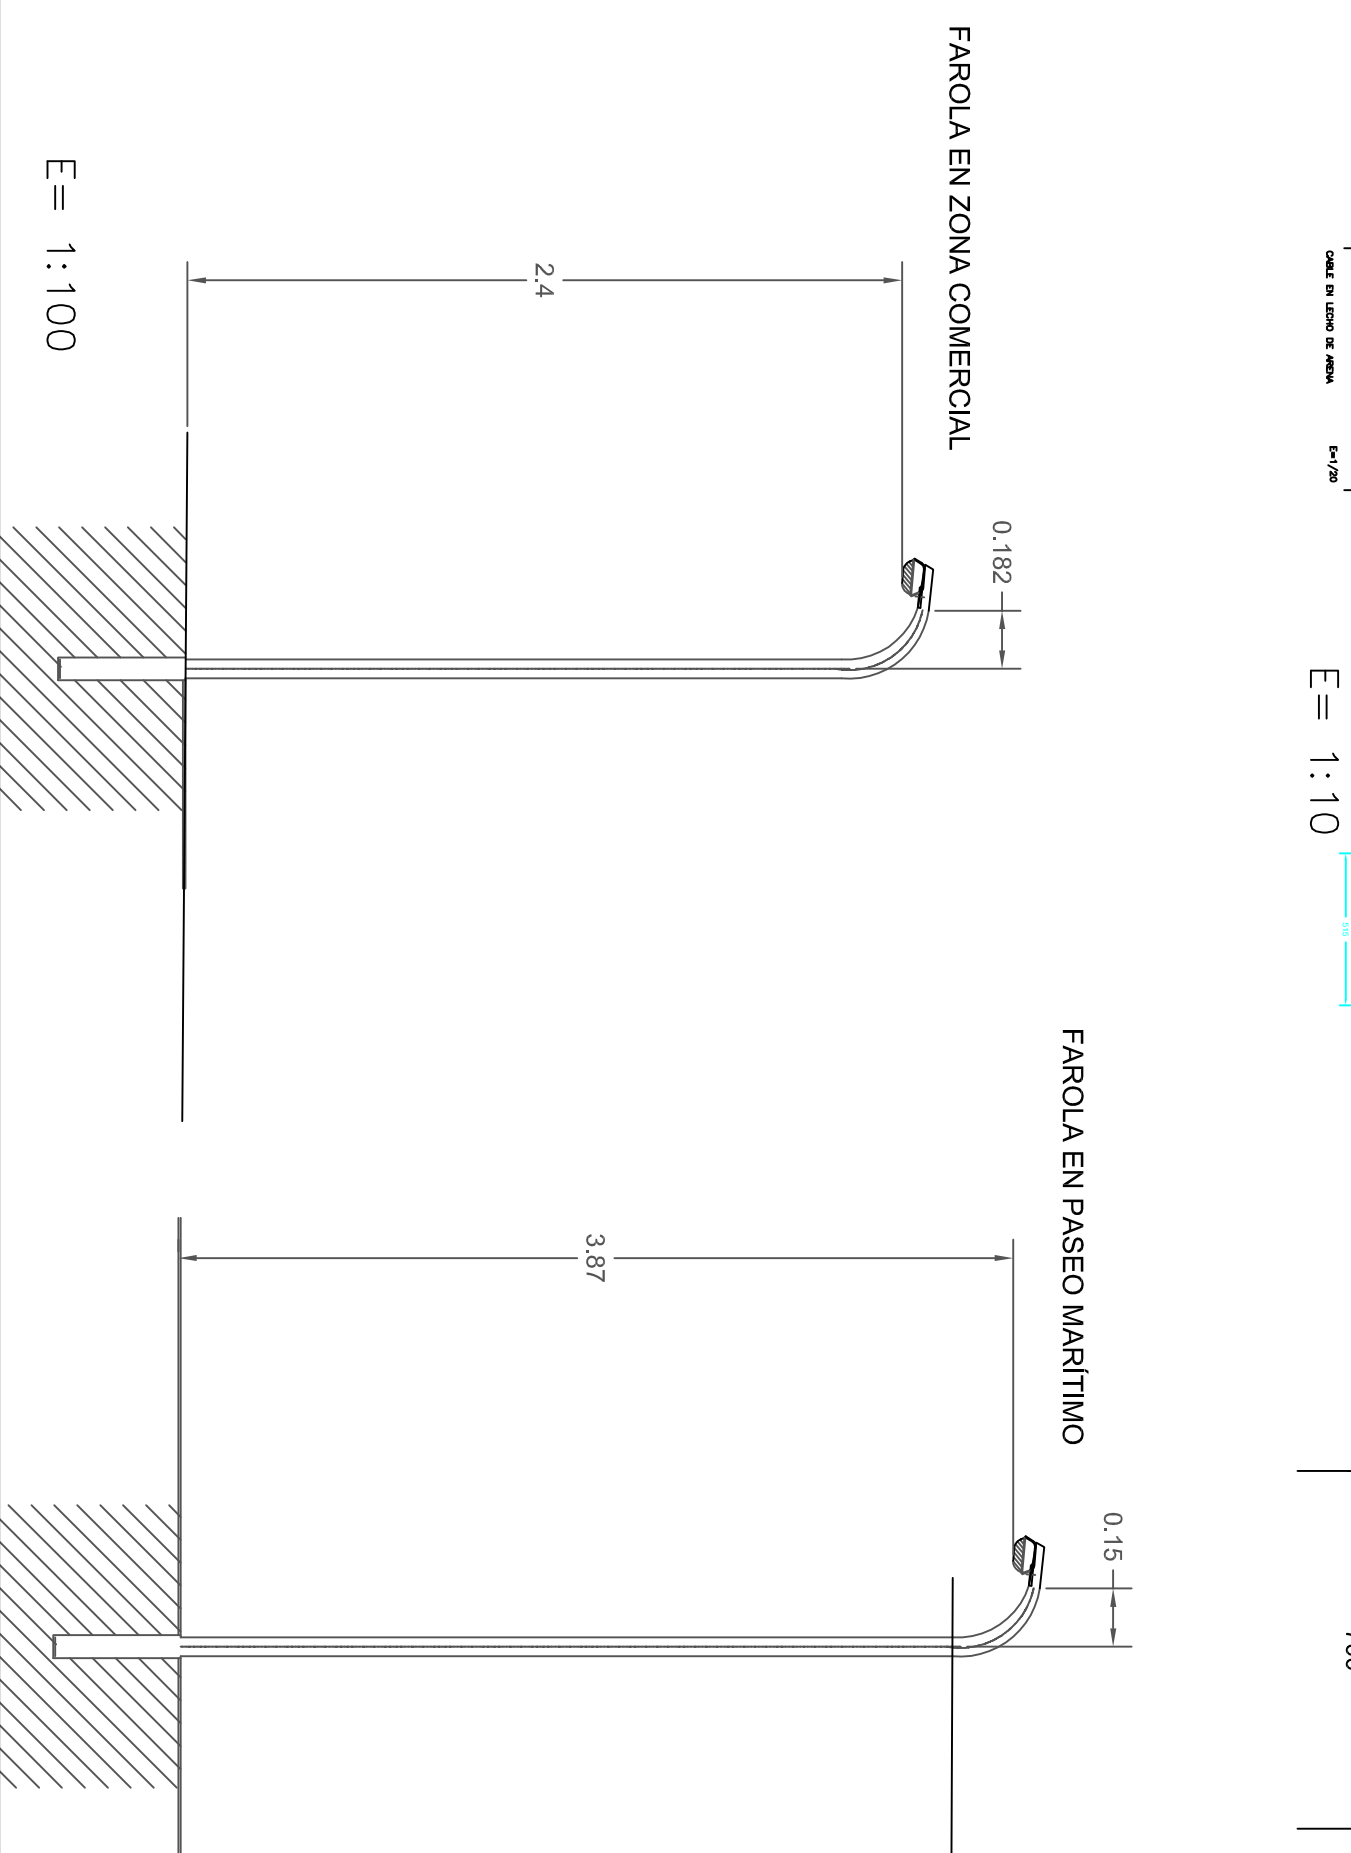 CABLE EN LECHO DE ARENA E=1/20
E= 1:10
515
FAROLA EN ZONA COMERCIAL
0.182
2.4
E= 1:100
FAROLA EN PASEO MARÍTIMO
0.15
3.87